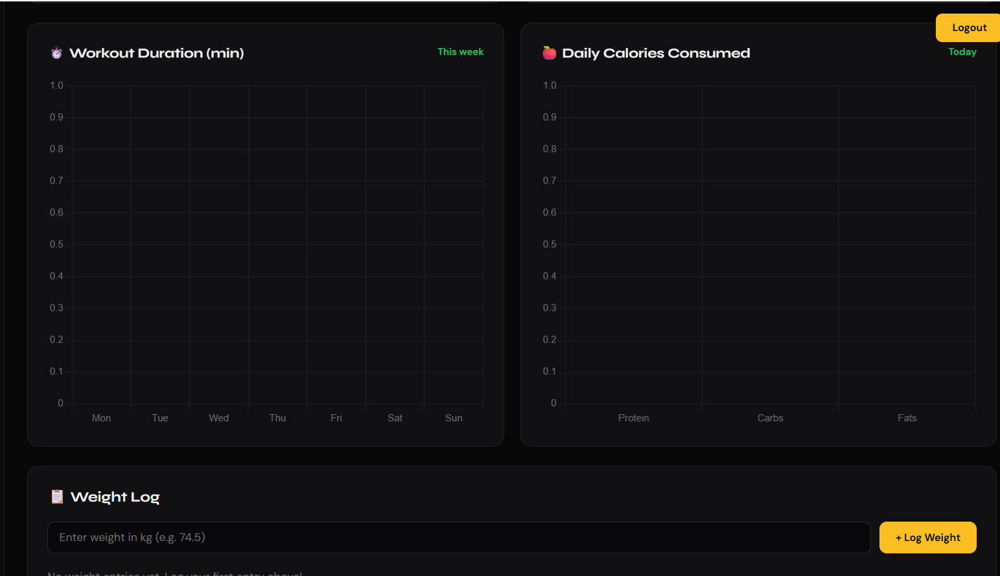 Logout
Workout Duration (min)
This week
1.0
0.9
0.8
0.7
0.6
0.5
0.4
0.3
0.2
0.1
0
Mon Tue Wed Thu Fri Sat Sun
Daily Calories Consumed
Today
1.0
0.9
0.8
0.7
0.6
0.5
0.4
0.3
0.2
0.1
0
Protein Carbs Fats
Weight Log
Enter weight in kg (e.g. 74.5)
+ Log Weight
No weight entries yet. Log your first entry above!